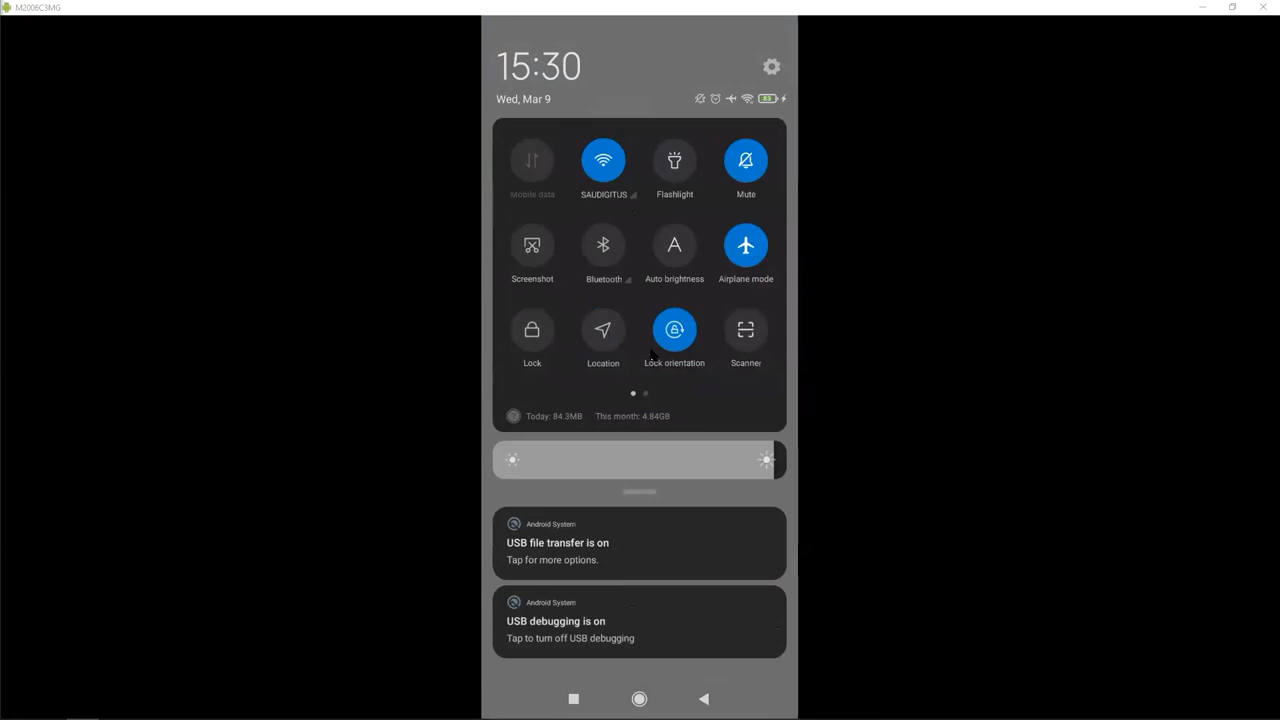 M2006C3MG
15:30
Wed, Mar 9
83
Mobile data
SAUDIGITUS
Flashlight
Mute
Screenshot
Bluetooth
A
Auto brightness
Airplane mode
Lock
Location
Lock orientation
Scanner
? Today: 84.3MB This month: 4.84GB
Android System
USB file transfer is on
Tap for more options.
Android System
USB debugging is on
Tap to turn off USB debugging